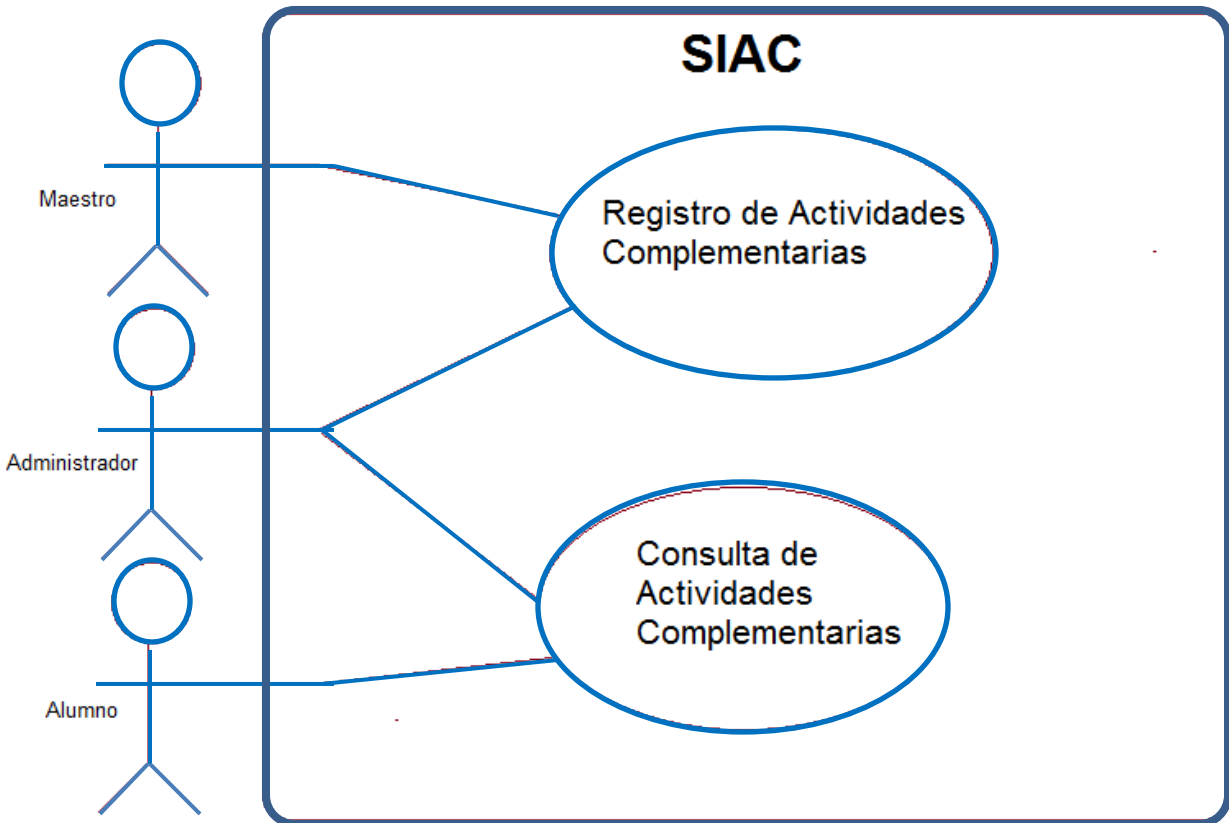 SIAC
Maestro
Registro de Actividades
Complementarias
Administrador
Consulta de
Actividades
Complementarias
Alumno